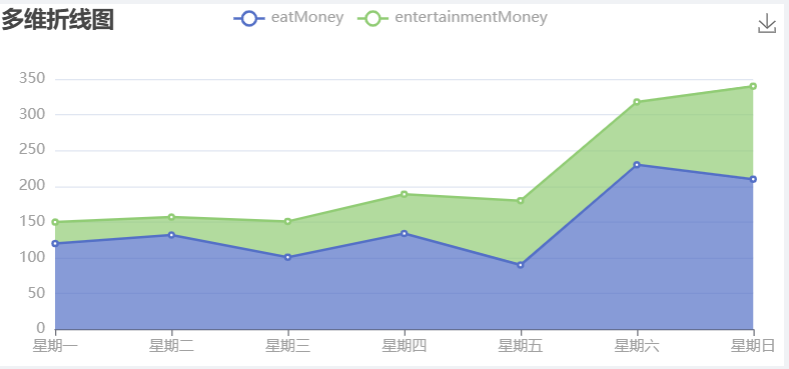 多维折线图
eatMoney
entertainmentMoney
350
300
250
200
150
100
50
0
星期一
星期二
星期三
星期四
星期五
星期六
星期日